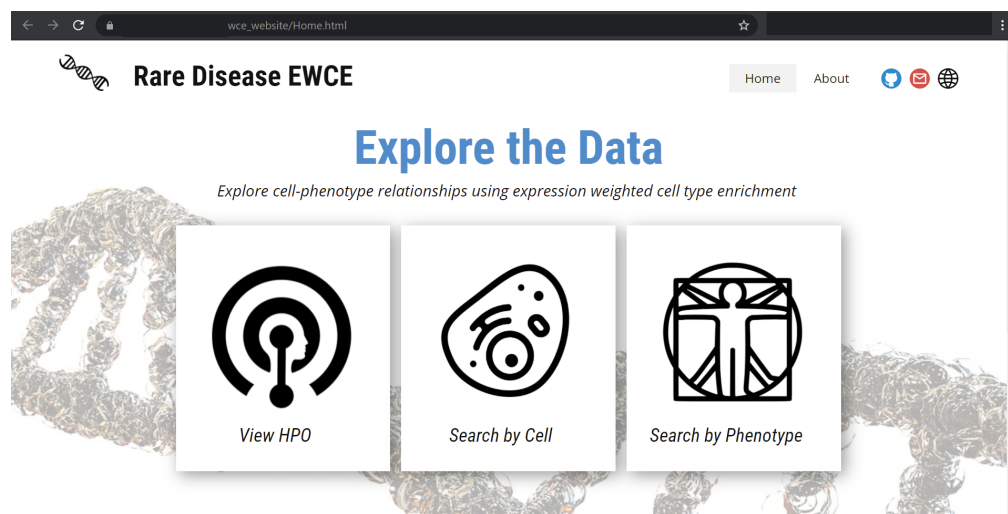 wce_website/Home.html
Rare Disease EWCE
Home
About
Explore the Data
Explore cell-phenotype relationships using expression weighted cell type enrichment
View HPO
Search by Cell
Search by Phenotype